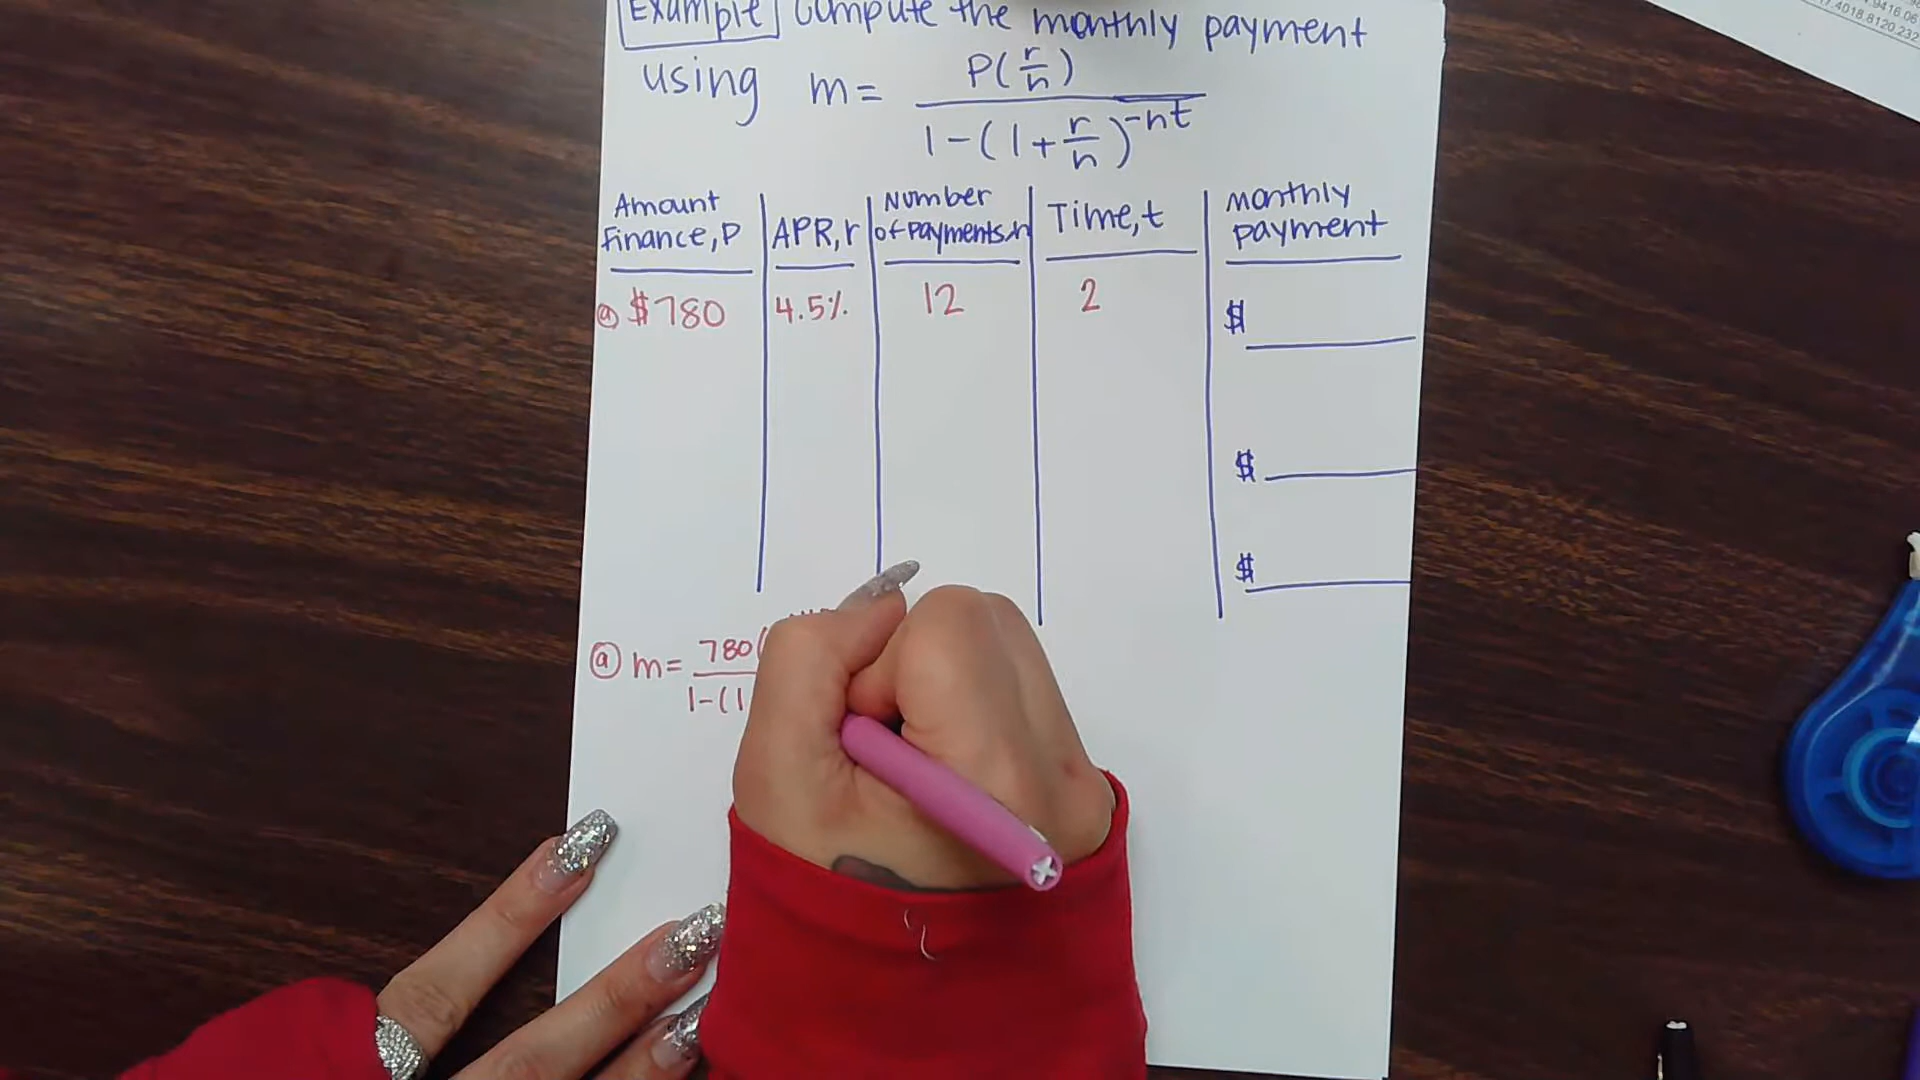 Example Compute the monthly payment
using m = P(r/n)
1-(1+r/n)^-nt
Amount Finance, P
APR, r
Number of payments, n
Time, t
Monthly payment
ⓐ $780 4.5% 12 2 $
$
$
ⓐ m= 780(
1-(1